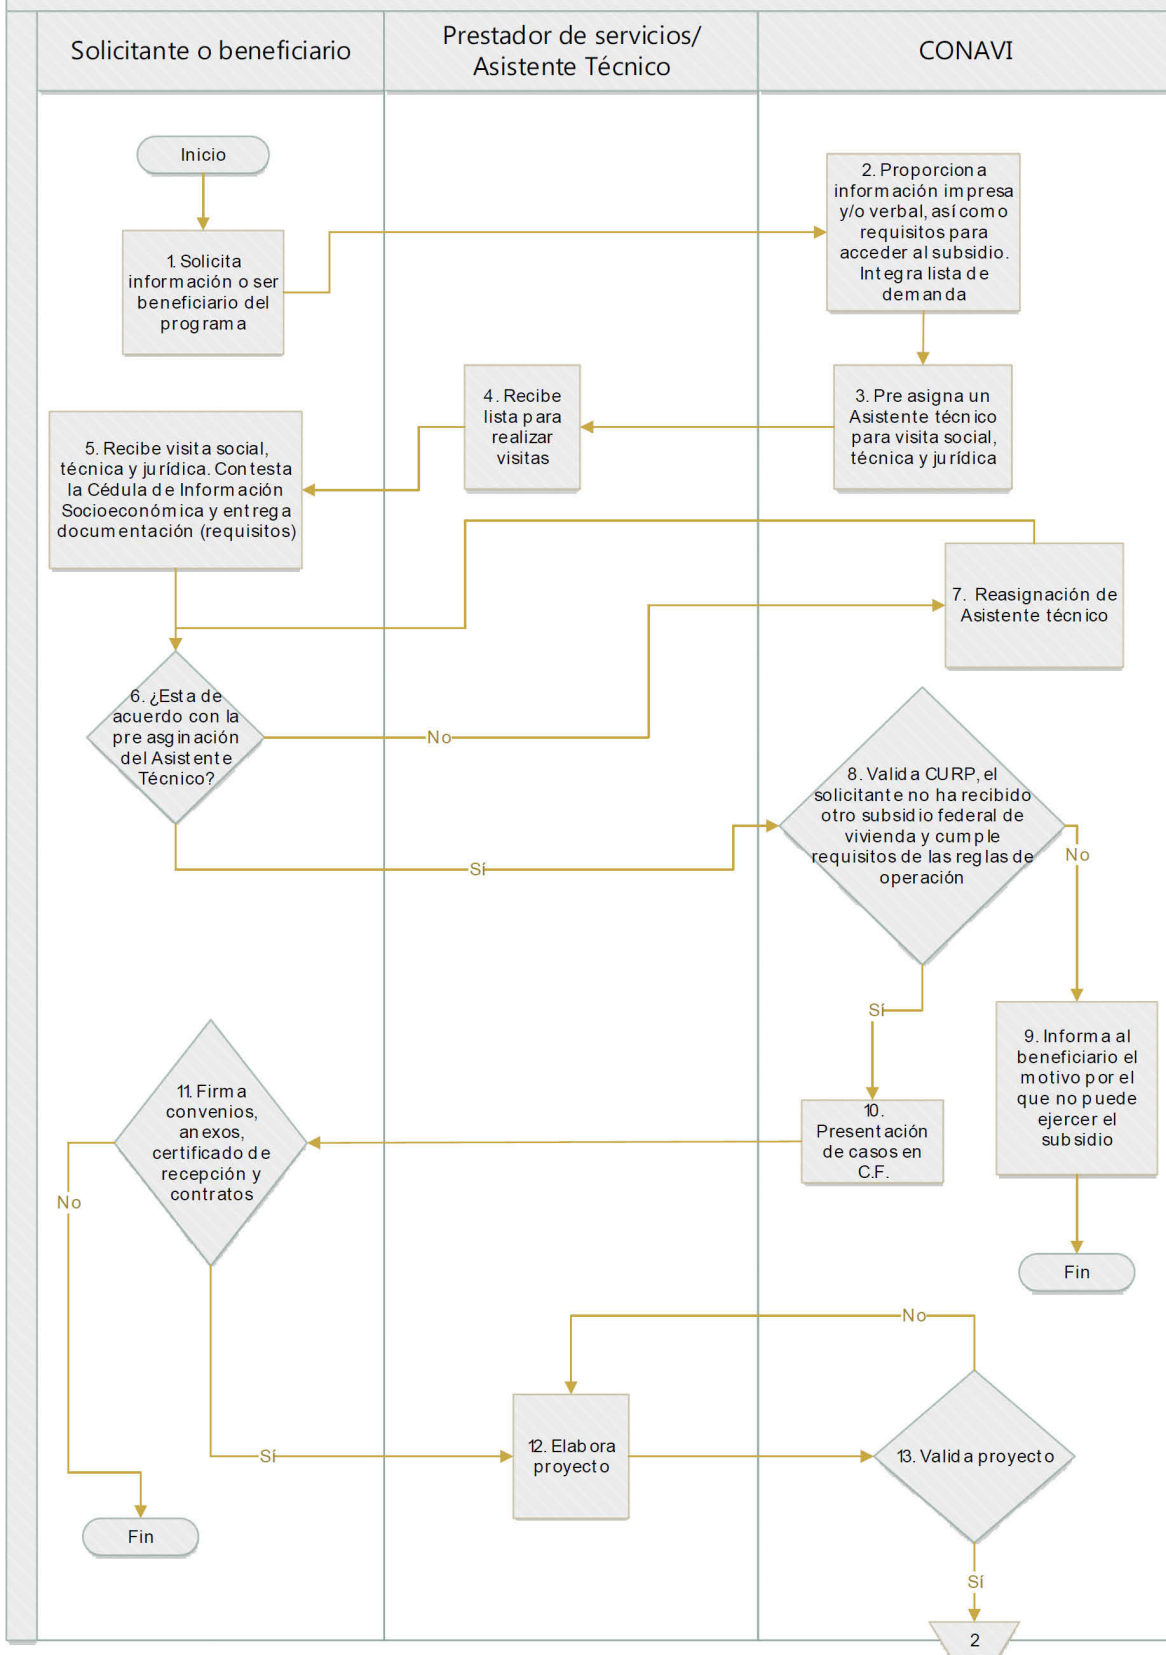 Solicitante o beneficiario
Prestador de servicios/
Asistente Técnico
CONAVI
Inicio
1. Solicita
información o ser
beneficiario del
programa
2. Proporciona
información impresa
y/o verbal, así como
requisitos para
acceder al subsidio.
Integra lista de
demanda
3. Pre asigna un
Asistente técnico
para visita social,
técnica y jurídica
4. Recibe
lista para
realizar
visitas
5. Recibe visita social,
técnica y jurídica. Contesta
la Cédula de Información
Socioeconómica y entrega
documentación (requisitos)
6. ¿Esta de
acuerdo con la
pre asginación
del Asistente
Técnico?
No
7. Reasignación de
Asistente técnico
Sí
8. Valida CURP, el
solicitante no ha recibido
otro subsidio federal de
vivienda y cumple
requisitos de las reglas de
operación
No
Sí
9. Informa al
beneficiario el
motivo por el
que no puede
ejercer el
subsidio
Fin
10.
Presentación
de casos en
C.F.
11. Firma
convenios,
anexos,
certificado de
recepción y
contratos
No
Fin
Sí
12. Elabora
proyecto
13. Valida proyecto
No
Sí
2